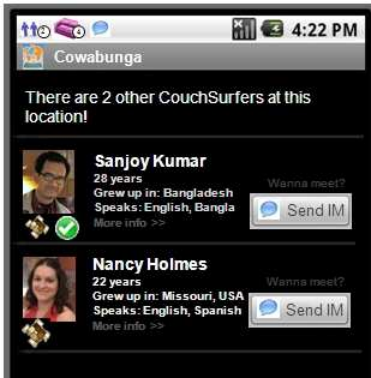 2 4 4:22 PM
Cowabunga
There are 2 other CouchSurfers at this
location!
Sanjoy Kumar
28 years
Grew up in: Bangladesh
Wanna meet?
Speaks: English, Bangla
Send IM
More info >>
Nancy Holmes
22 years
Grew up in: Missouri, USA
Wanna meet?
Speaks: English, Spanish
Send IM
More info >>